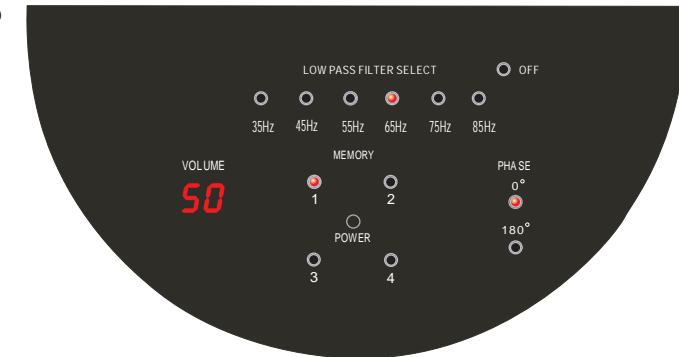 LOW PASS FILTER SELECT
OFF
35Hz 45Hz 55Hz 65Hz 75Hz 85Hz
MEMORY
VOLUME
50
1 2
PHASE
0°
POWER
180°
3 4